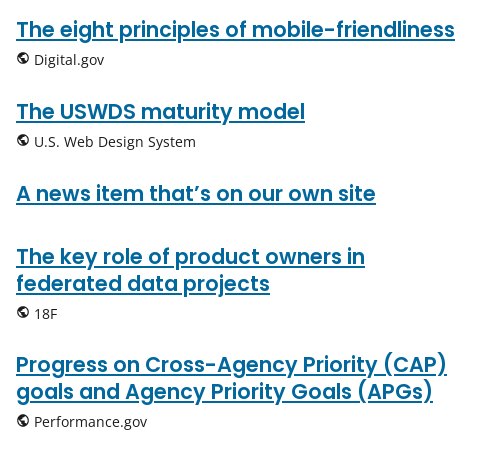 The eight principles of mobile-friendliness
Digital.gov
The USWDS maturity model
U.S. Web Design System
A news item that’s on our own site
The key role of product owners in
federated data projects
18F
Progress on Cross-Agency Priority (CAP)
goals and Agency Priority Goals (APGs)
Performance.gov